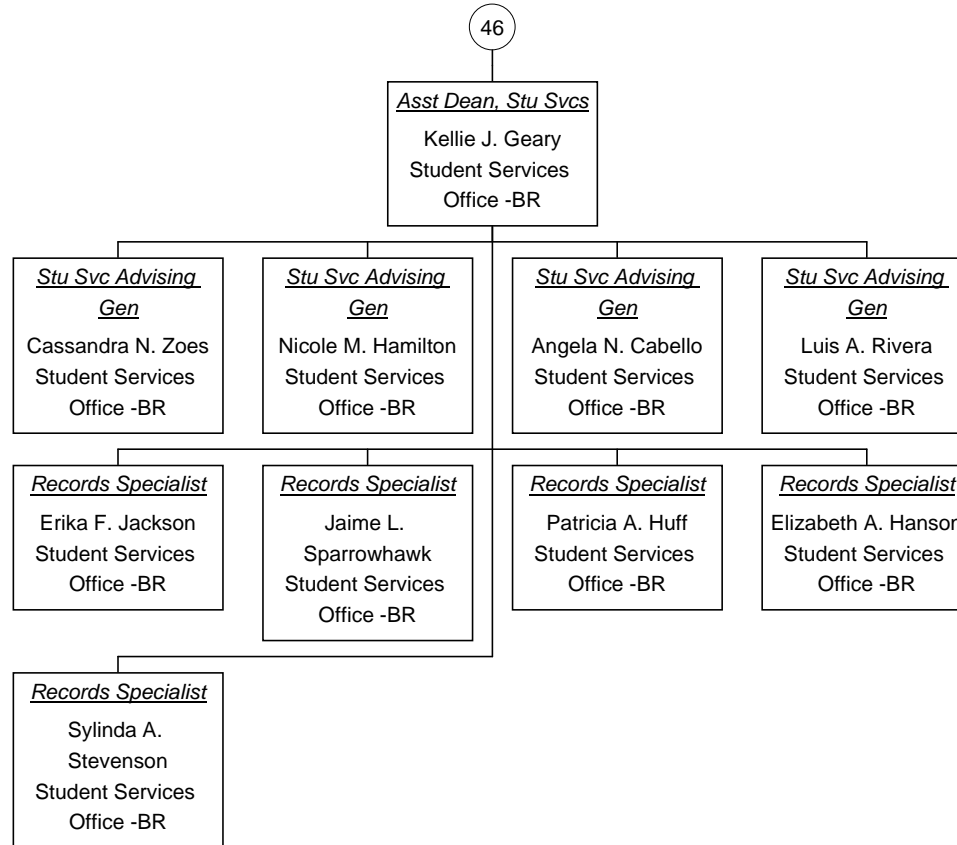 46
Asst Dean, Stu Svcs
Kellie J. Geary
Student Services
Office -BR
Stu Svc Advising
Gen
Cassandra N. Zoes
Student Services
Office -BR
Stu Svc Advising
Gen
Nicole M. Hamilton
Student Services
Office -BR
Stu Svc Advising
Gen
Angela N. Cabello
Student Services
Office -BR
Stu Svc Advising
Gen
Luis A. Rivera
Student Services
Office -BR
Records Specialist
Erika F. Jackson
Student Services
Office -BR
Records Specialist
Jaime L.
Sparrowhawk
Student Services
Office -BR
Records Specialist
Patricia A. Huff
Student Services
Office -BR
Records Specialist
Elizabeth A. Hanson
Student Services
Office -BR
Records Specialist
Sylinda A.
Stevenson
Student Services
Office -BR